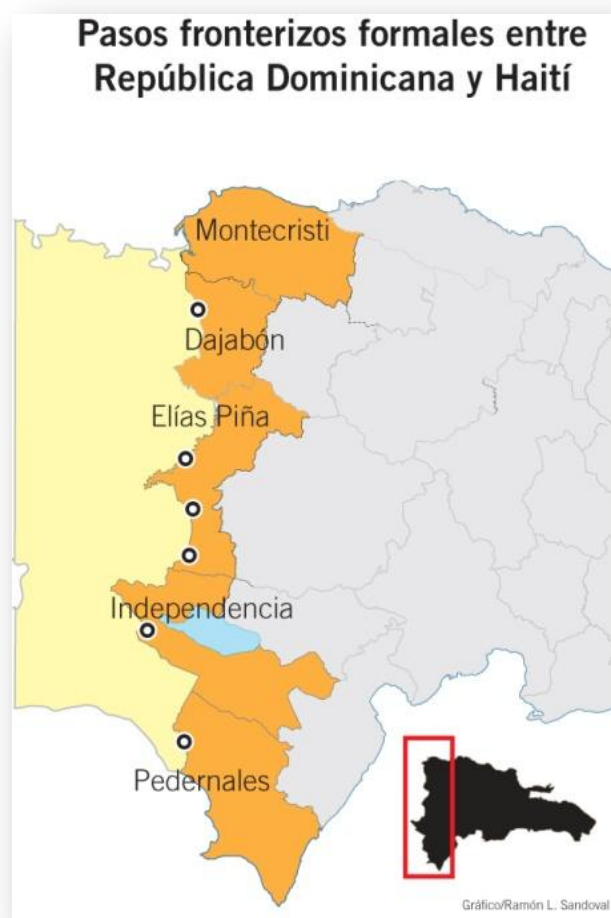 Pasos fronterizos formales entre
República Dominicana y Haití
Montecristi
Dajabón
Elías Piña
Independencia
Pedernales
Gráfico/Ramón L. Sandoval